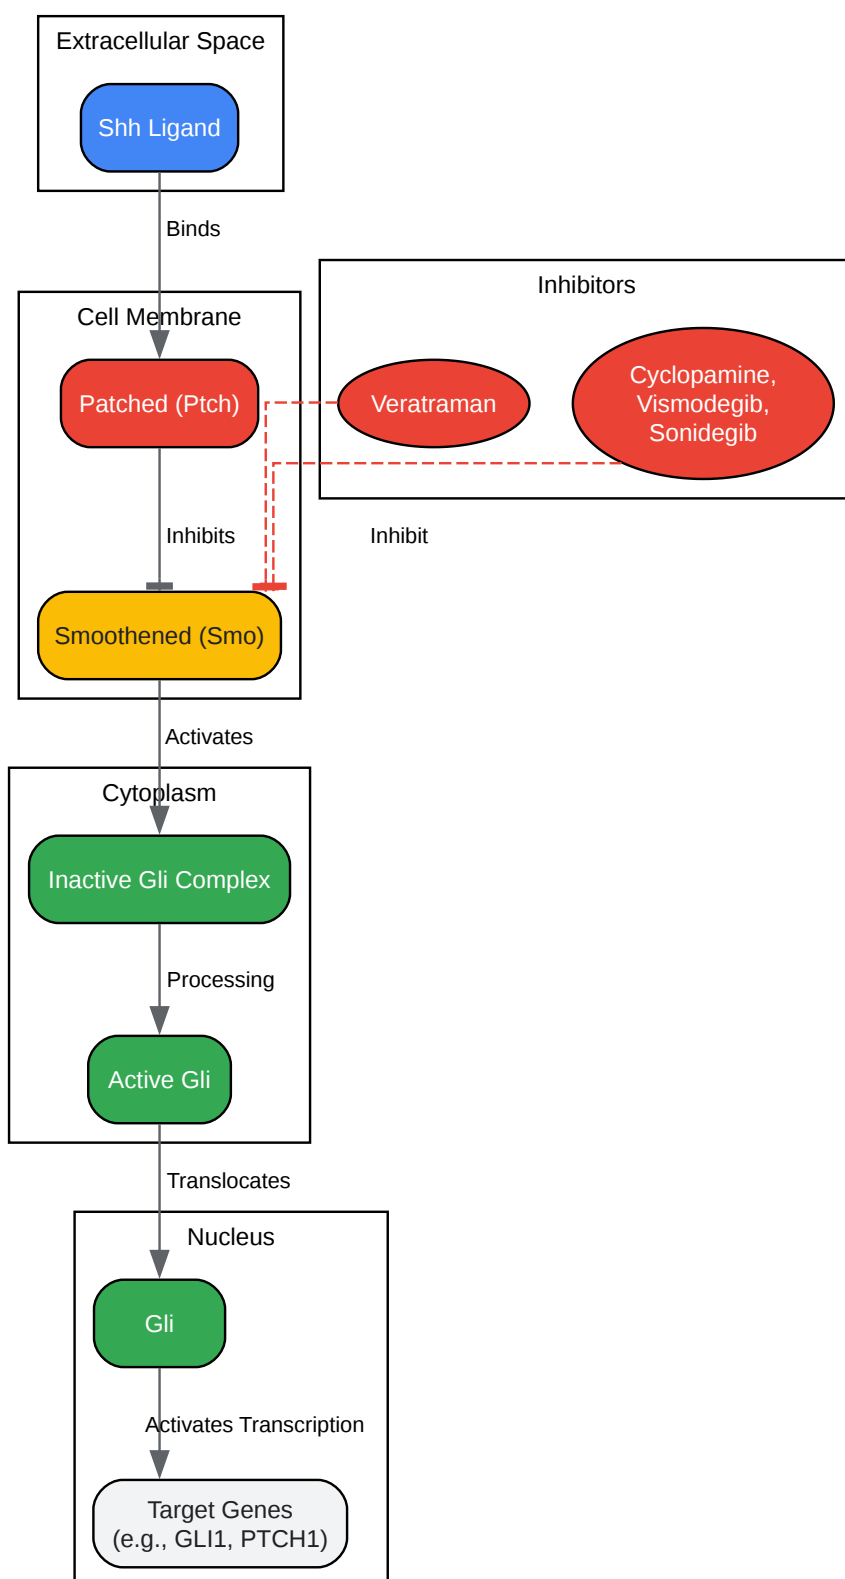 Extracellular Space
Shh Ligand
Binds
Inhibitors
Cell Membrane
Patched (Ptch)
Veratraman
Cyclopamine,
Vismodegib,
Sonidegib
Inhibits
Inhibit
Smoothened (Smo)
Activates
Cytoplasm
Inactive Gli Complex
Processing
Active Gli
Translocates
Nucleus
Gli
Activates Transcription
Target Genes
(e.g., GLI1, PTCH1)